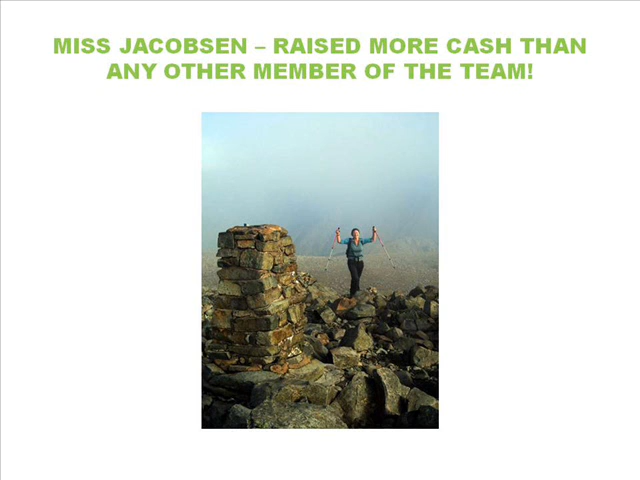 MISS JACOBSEN – RAISED MORE CASH THAN
ANY OTHER MEMBER OF THE TEAM!